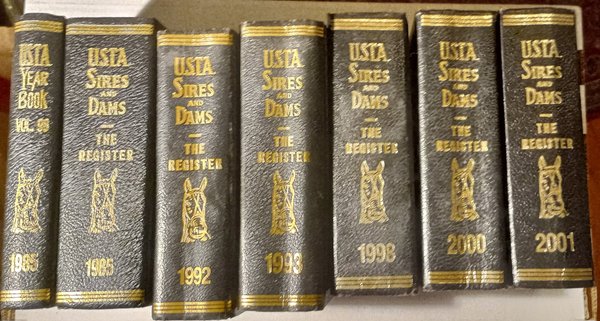 U.S.T.A.
YEAR
BOOK
1985
U.S.T.A.
SIRES
AND
DAMS
THE
REGISTER
1985
U.S.T.A.
SIRES
AND
DAMS
THE
REGISTER
1992
U.S.T.A.
SIRES
AND
DAMS
THE
REGISTER
1993
U.S.T.A.
SIRES
AND
DAMS
THE
REGISTER
1998
U.S.T.A.
SIRES
AND
DAMS
THE
REGISTER
2000
U.S.T.A.
SIRES
AND
DAMS
THE
REGISTER
2001